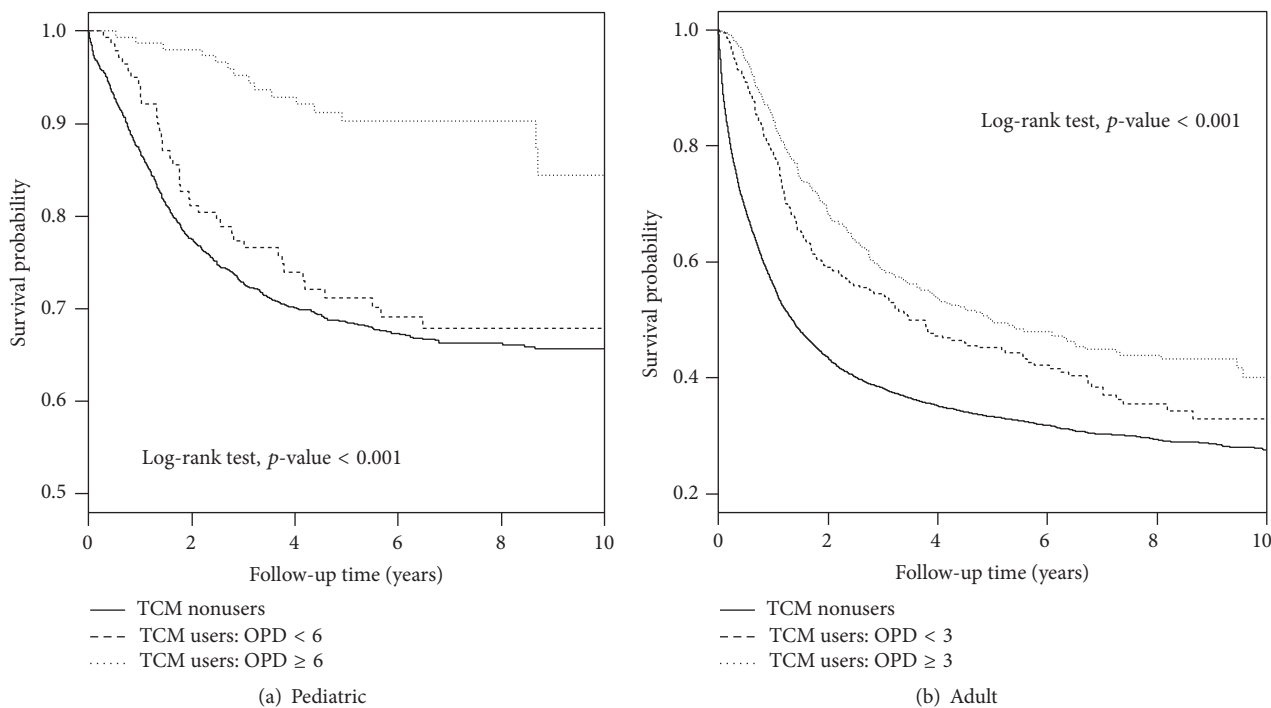 1.0
0.9
0.8
0.7
0.6
0.5
Survival probability
Log-rank test, p-value < 0.001
0 2 4 6 8 10
Follow-up time (years)
TCM nonusers
TCM users: OPD < 6
TCM users: OPD ≥ 6
(a) Pediatric
1.0
0.8
0.6
0.4
0.2
Survival probability
Log-rank test, p-value < 0.001
0 2 4 6 8 10
Follow-up time (years)
TCM nonusers
TCM users: OPD < 3
TCM users: OPD ≥ 3
(b) Adult